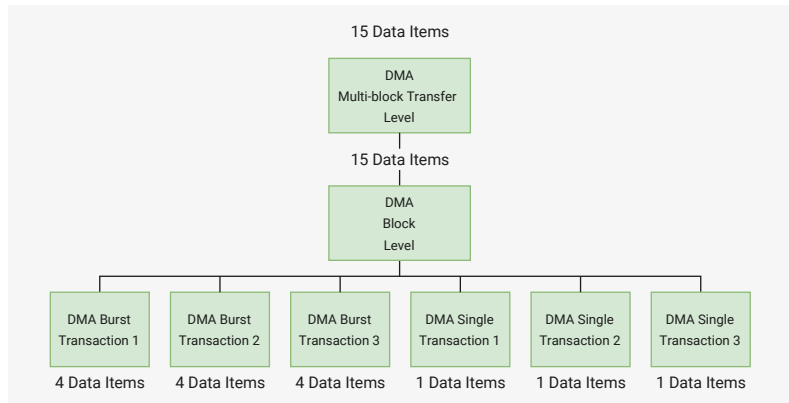 15 Data Items
DMA
Multi-block Transfer
Level
15 Data Items
DMA
Block
Level
DMA Burst
Transaction 1
DMA Burst
Transaction 2
DMA Burst
Transaction 3
DMA Single
Transaction 1
DMA Single
Transaction 2
DMA Single
Transaction 3
4 Data Items
4 Data Items
4 Data Items
1 Data Items
1 Data Items
1 Data Items